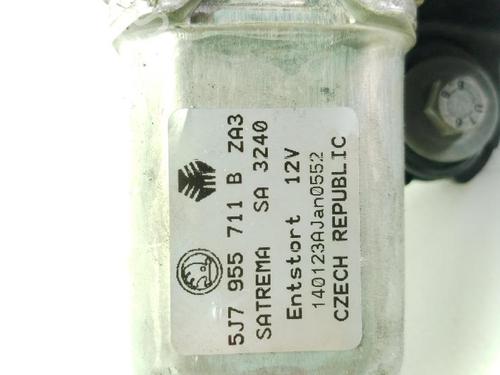 5J7 955 711 B ZA3
SATREMA SA 3240
Entstort 12V
140123AJan0552
CZECH REPUBLIC